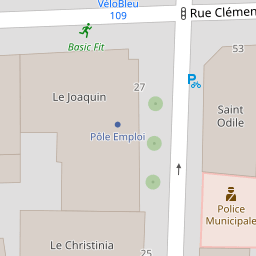 VéloBleu
109
Rue Clémen
Basic Fit
53
27
Le Joaquin
Saint
Odile
Pôle Emploi
Police
Municipale
Le Christinia
25